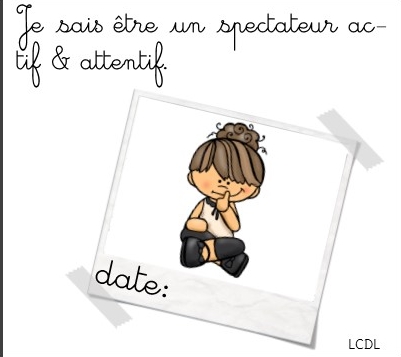 Je sais être un spectateur ac-
tif & attentif.
date:
LCDL